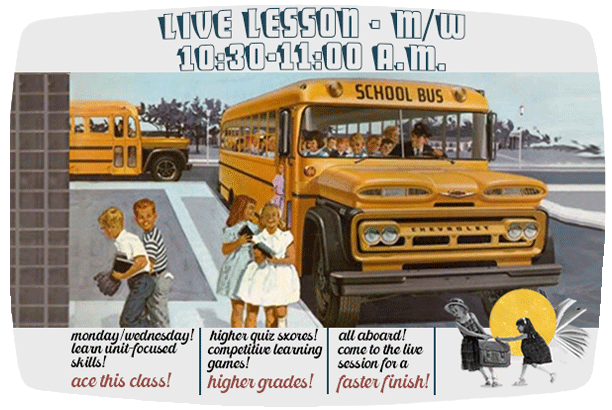 LIVE LESSON • M/W
10:30-11:00 A.M.
SCHOOL BUS
CHEVROLET
monday/wednesday!
learn unit-focused
skills!
ace this class!
higher quiz skores!
competitive learning
games!
higher grades!
all aboard!
come to the live
session for a
faster finish!